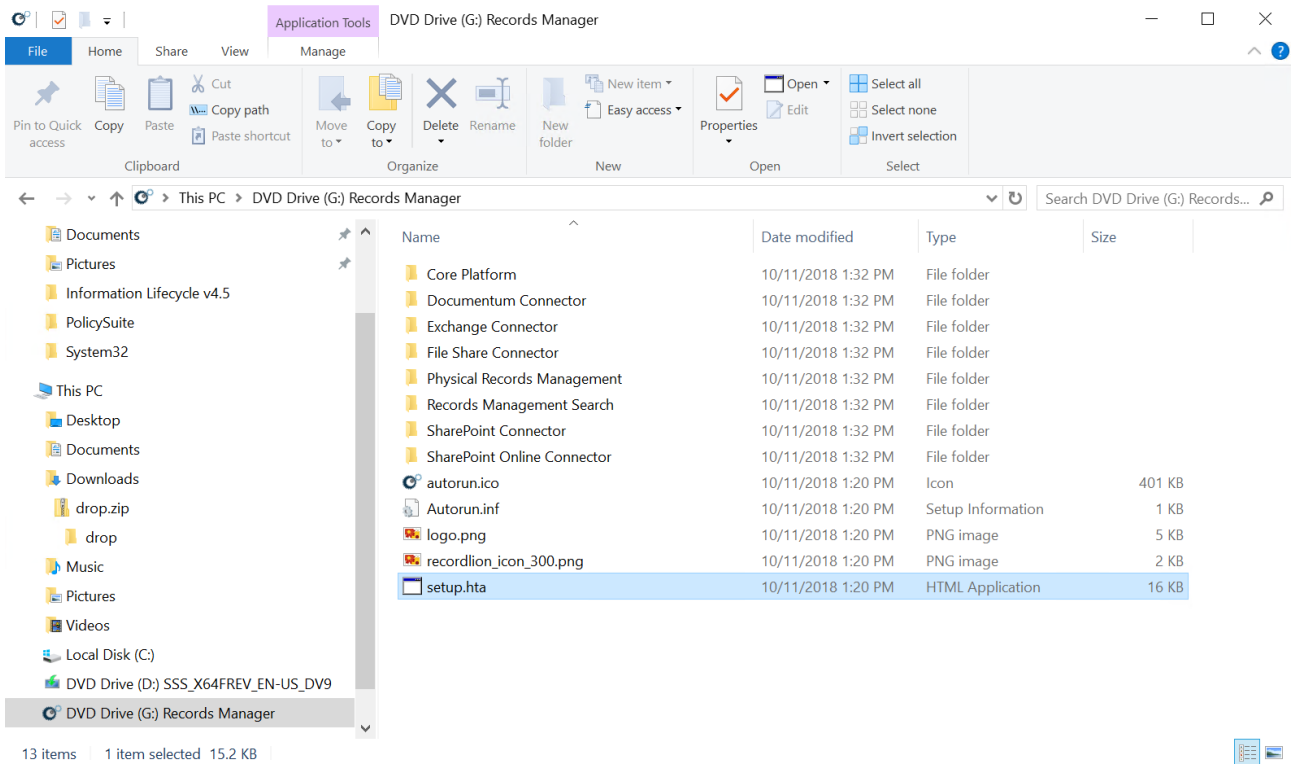 Application Tools DVD Drive (G:) Records Manager
File Home Share View Manage
Pin to Quick access
Copy
Paste
Cut
Copy path
Paste shortcut
Clipboard
Move to
Copy to
Delete
Rename
Organize
New folder
New item
Easy access
New
Properties
Open
Edit
Open
Select all
Select none
Invert selection
Select
This PC > DVD Drive (G:) Records Manager
Search DVD Drive (G:) Records...
Documents
Pictures
Information Lifecycle v4.5
PolicySuite
System32
This PC
Desktop
Documents
Downloads
drop.zip
drop
Music
Pictures
Videos
Local Disk (C:)
DVD Drive (D:) SSS_X64FREV_EN-US_DV9
DVD Drive (G:) Records Manager
Name Date modified Type Size
Core Platform 10/11/2018 1:32 PM File folder
Documentum Connector 10/11/2018 1:32 PM File folder
Exchange Connector 10/11/2018 1:32 PM File folder
File Share Connector 10/11/2018 1:32 PM File folder
Physical Records Management 10/11/2018 1:32 PM File folder
Records Management Search 10/11/2018 1:32 PM File folder
SharePoint Connector 10/11/2018 1:32 PM File folder
SharePoint Online Connector 10/11/2018 1:32 PM File folder
autorun.ico 10/11/2018 1:20 PM Icon 401 KB
Autorun.inf 10/11/2018 1:20 PM Setup Information 1 KB
logo.png 10/11/2018 1:20 PM PNG image 5 KB
recordlion_icon_300.png 10/11/2018 1:20 PM PNG image 2 KB
setup.hta 10/11/2018 1:20 PM HTML Application 16 KB
13 items 1 item selected 15.2 KB